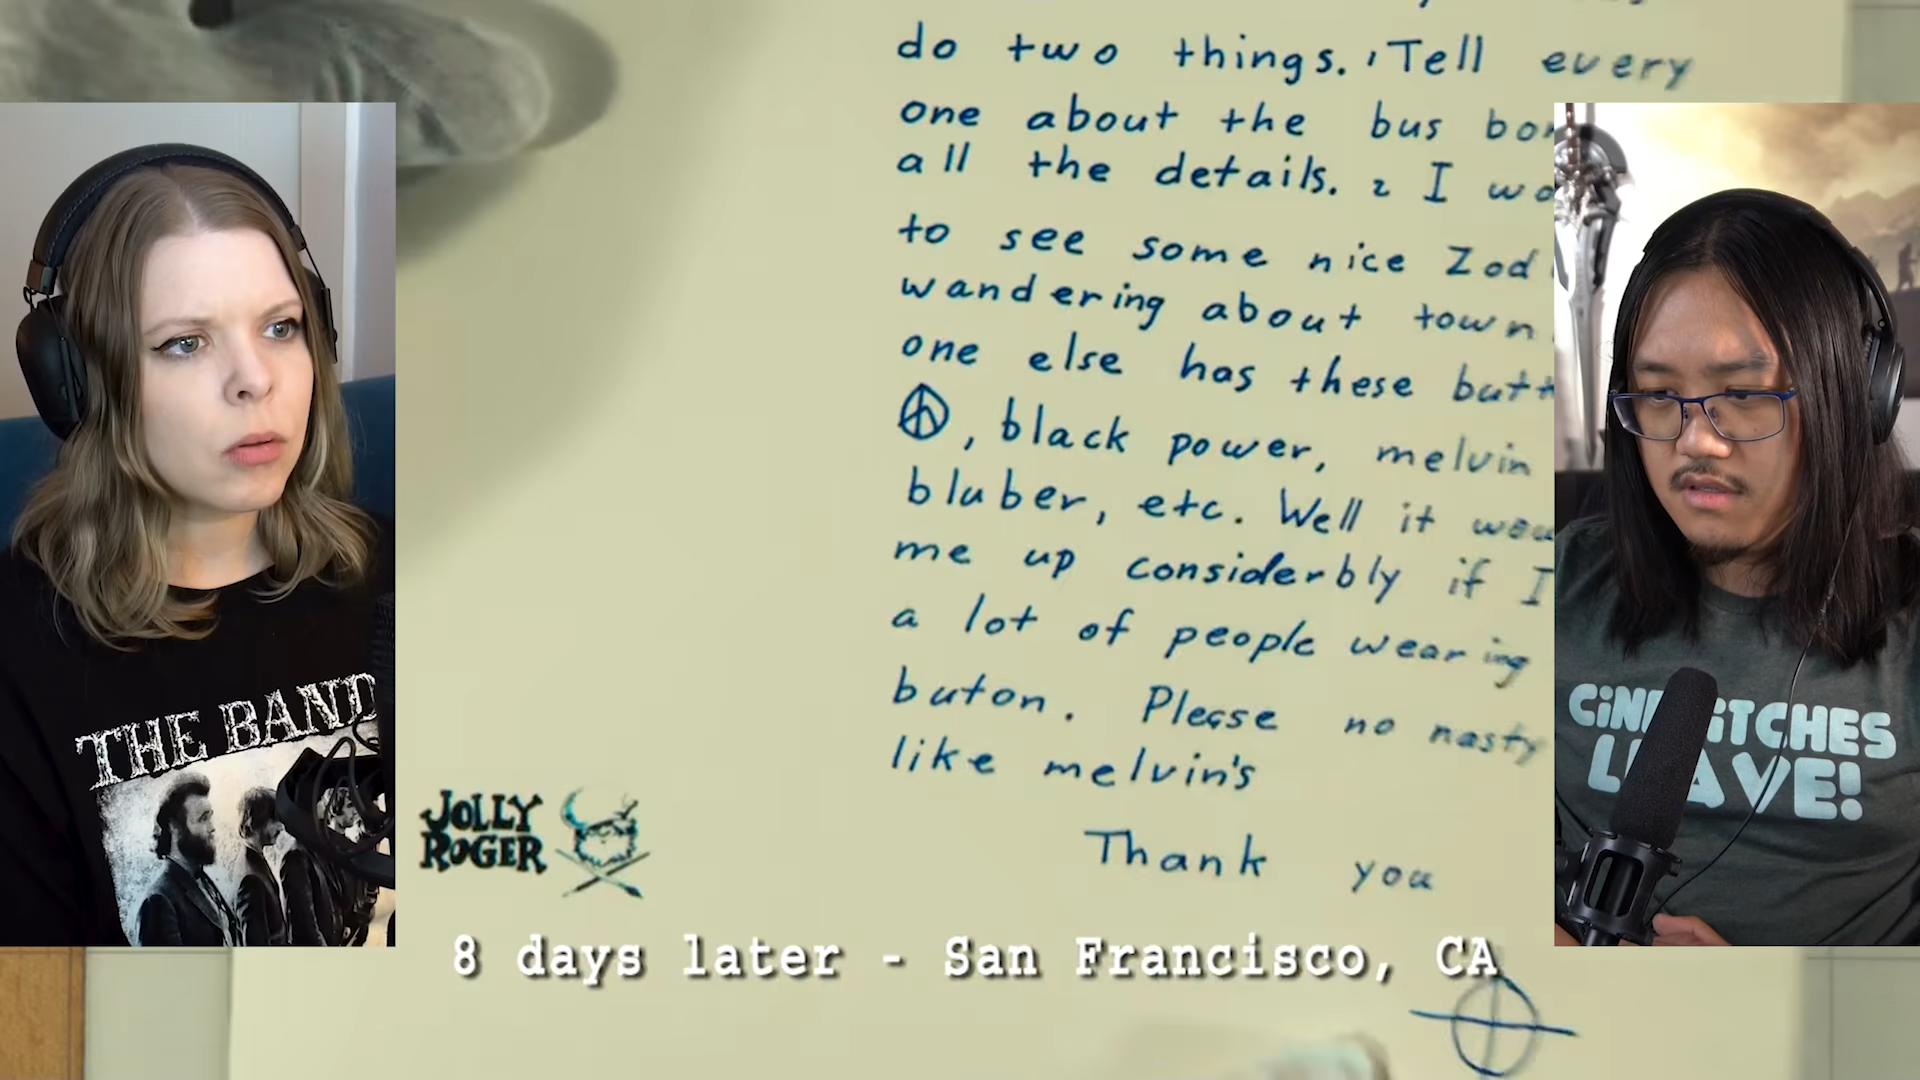 do two things. 1 Tell every
one about the bus
all the details. 2 I
to see some nice
wandering about town
one else has these
, black power, melvin
bluber, etc. Well it
me up considerbly if I
a lot of people wearing
buton. Please no nasty
like melvin's
Thank you
JOLLY
ROGER
8 days later - San Francisco, CA
THE BAND
LEAVE!